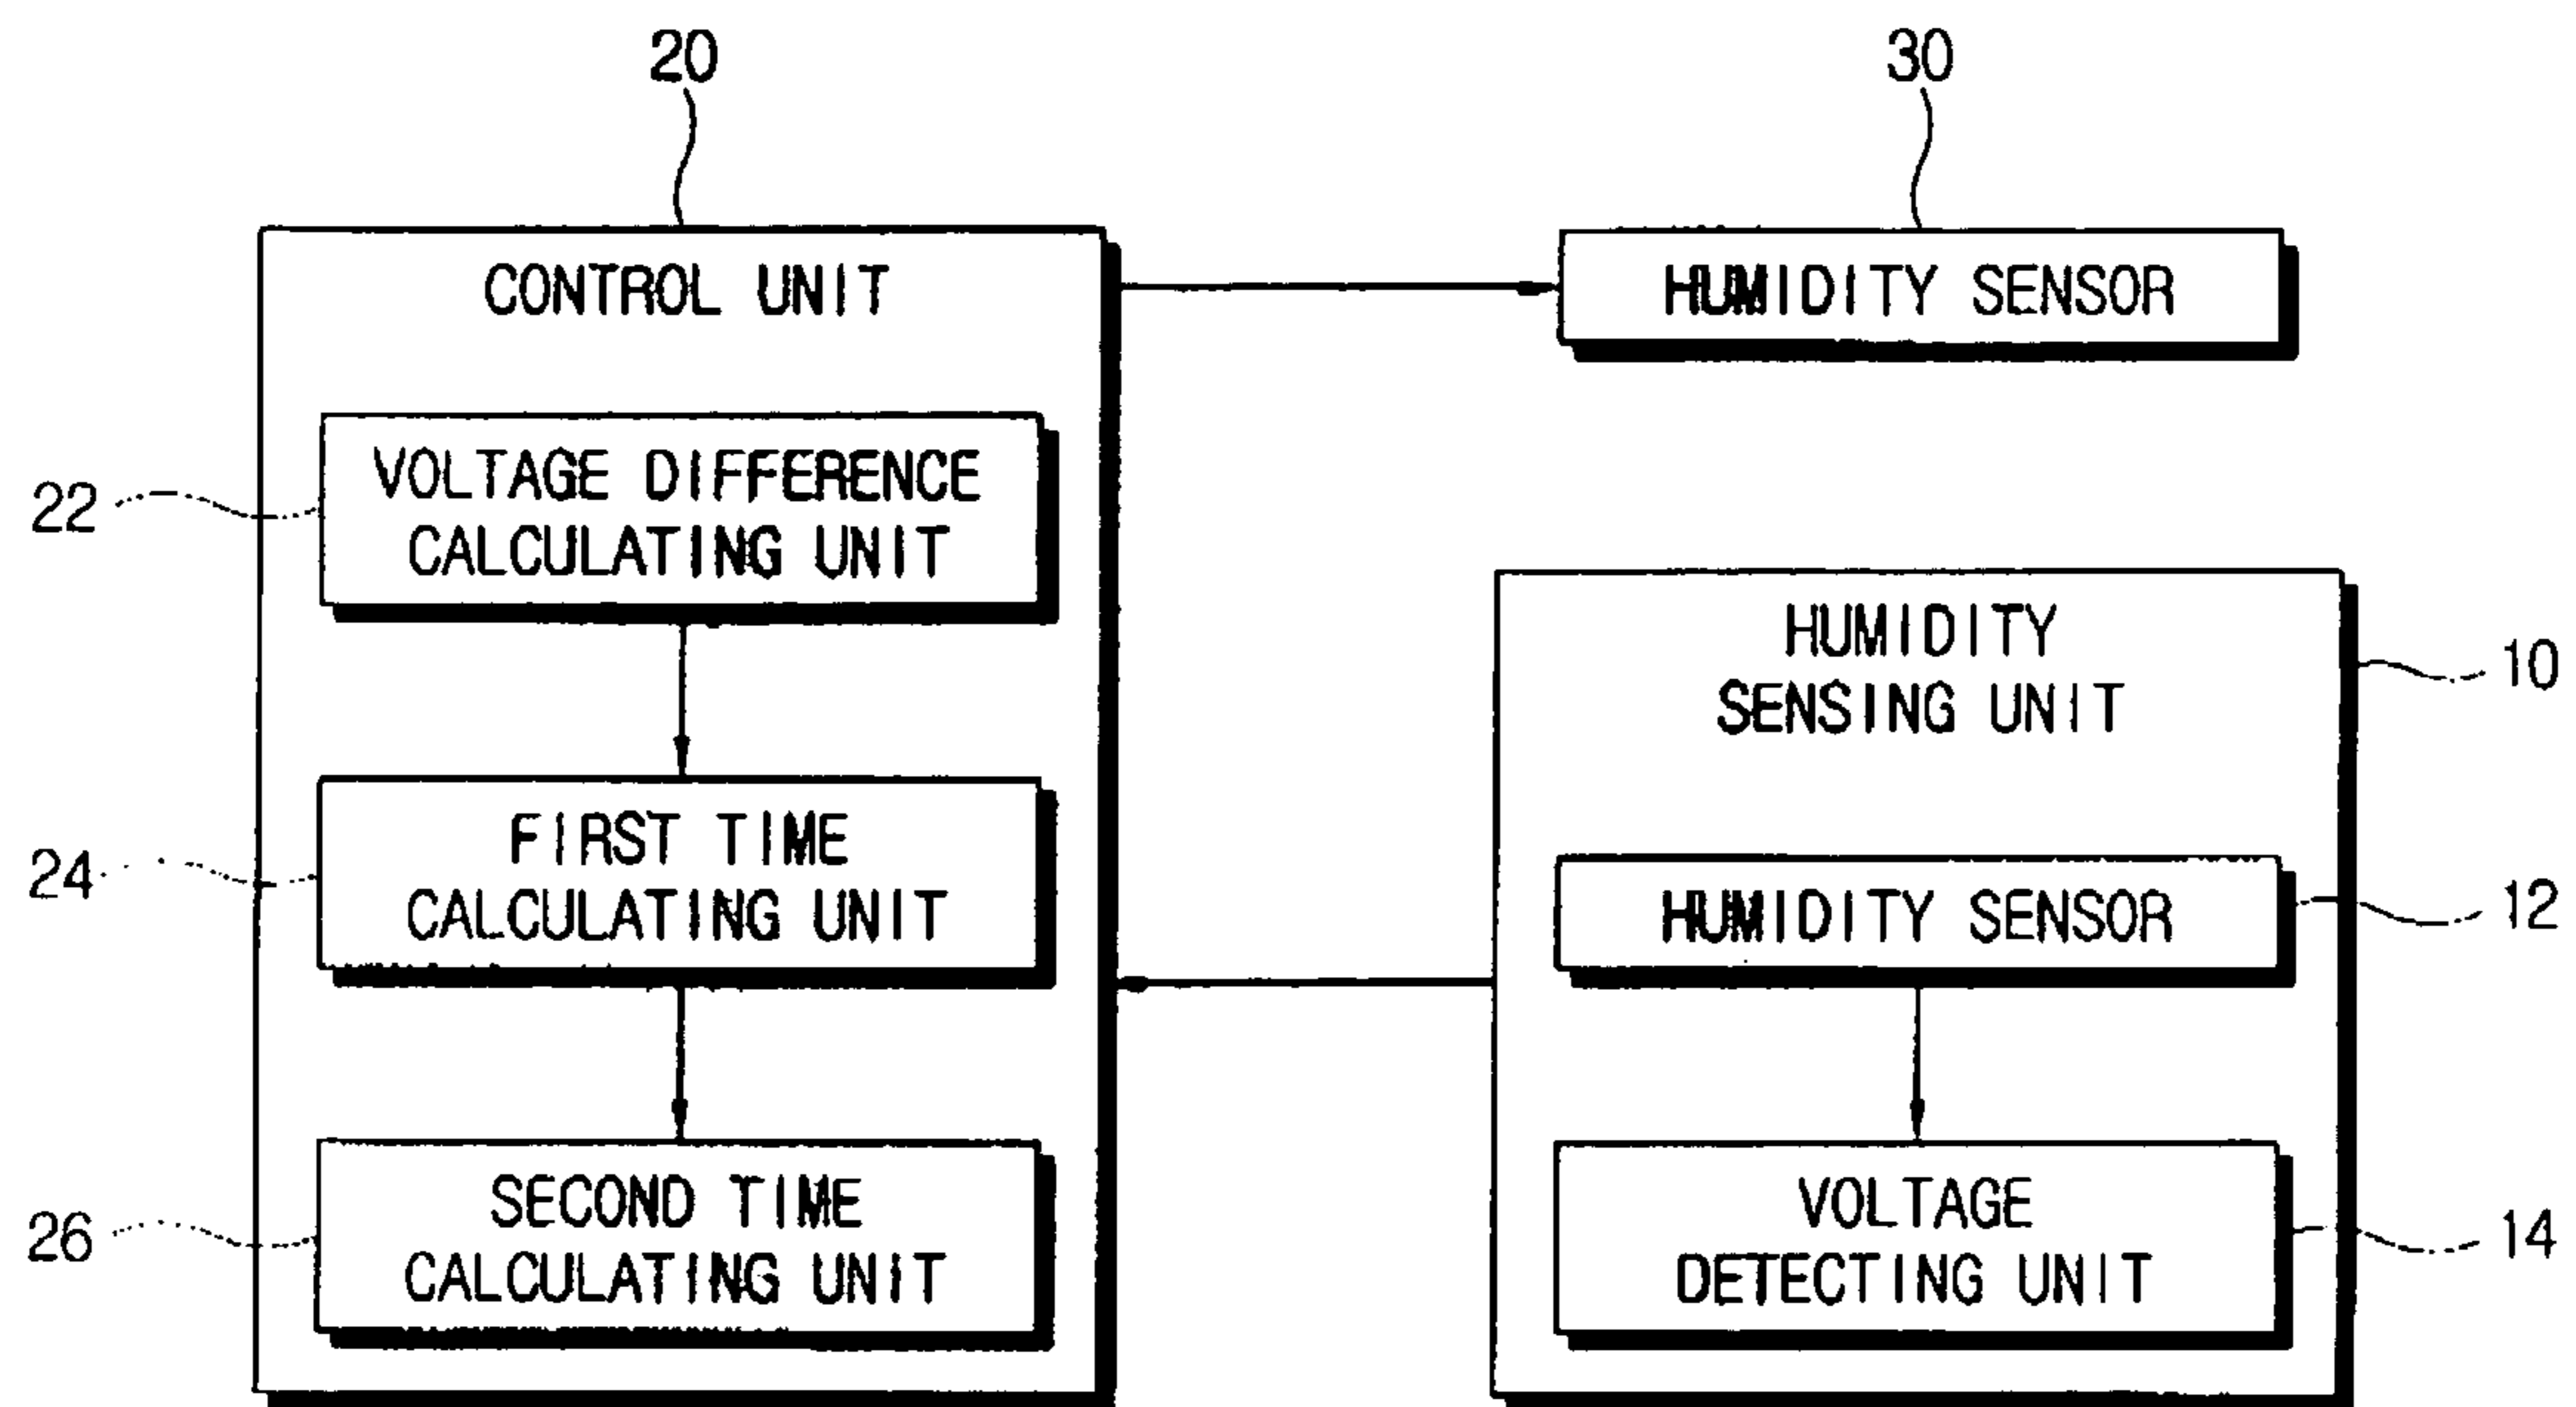 20
30
CONTROL UNIT
HUMIDITY SENSOR
22
VOLTAGE DIFFERENCE
CALCULATING UNIT
HUMIDITY
SENSING UNIT
10
24
FIRST TIME
CALCULATING UNIT
HUMIDITY SENSOR
12
26
SECOND TIME
CALCULATING UNIT
VOLTAGE
DETECTING UNIT
14